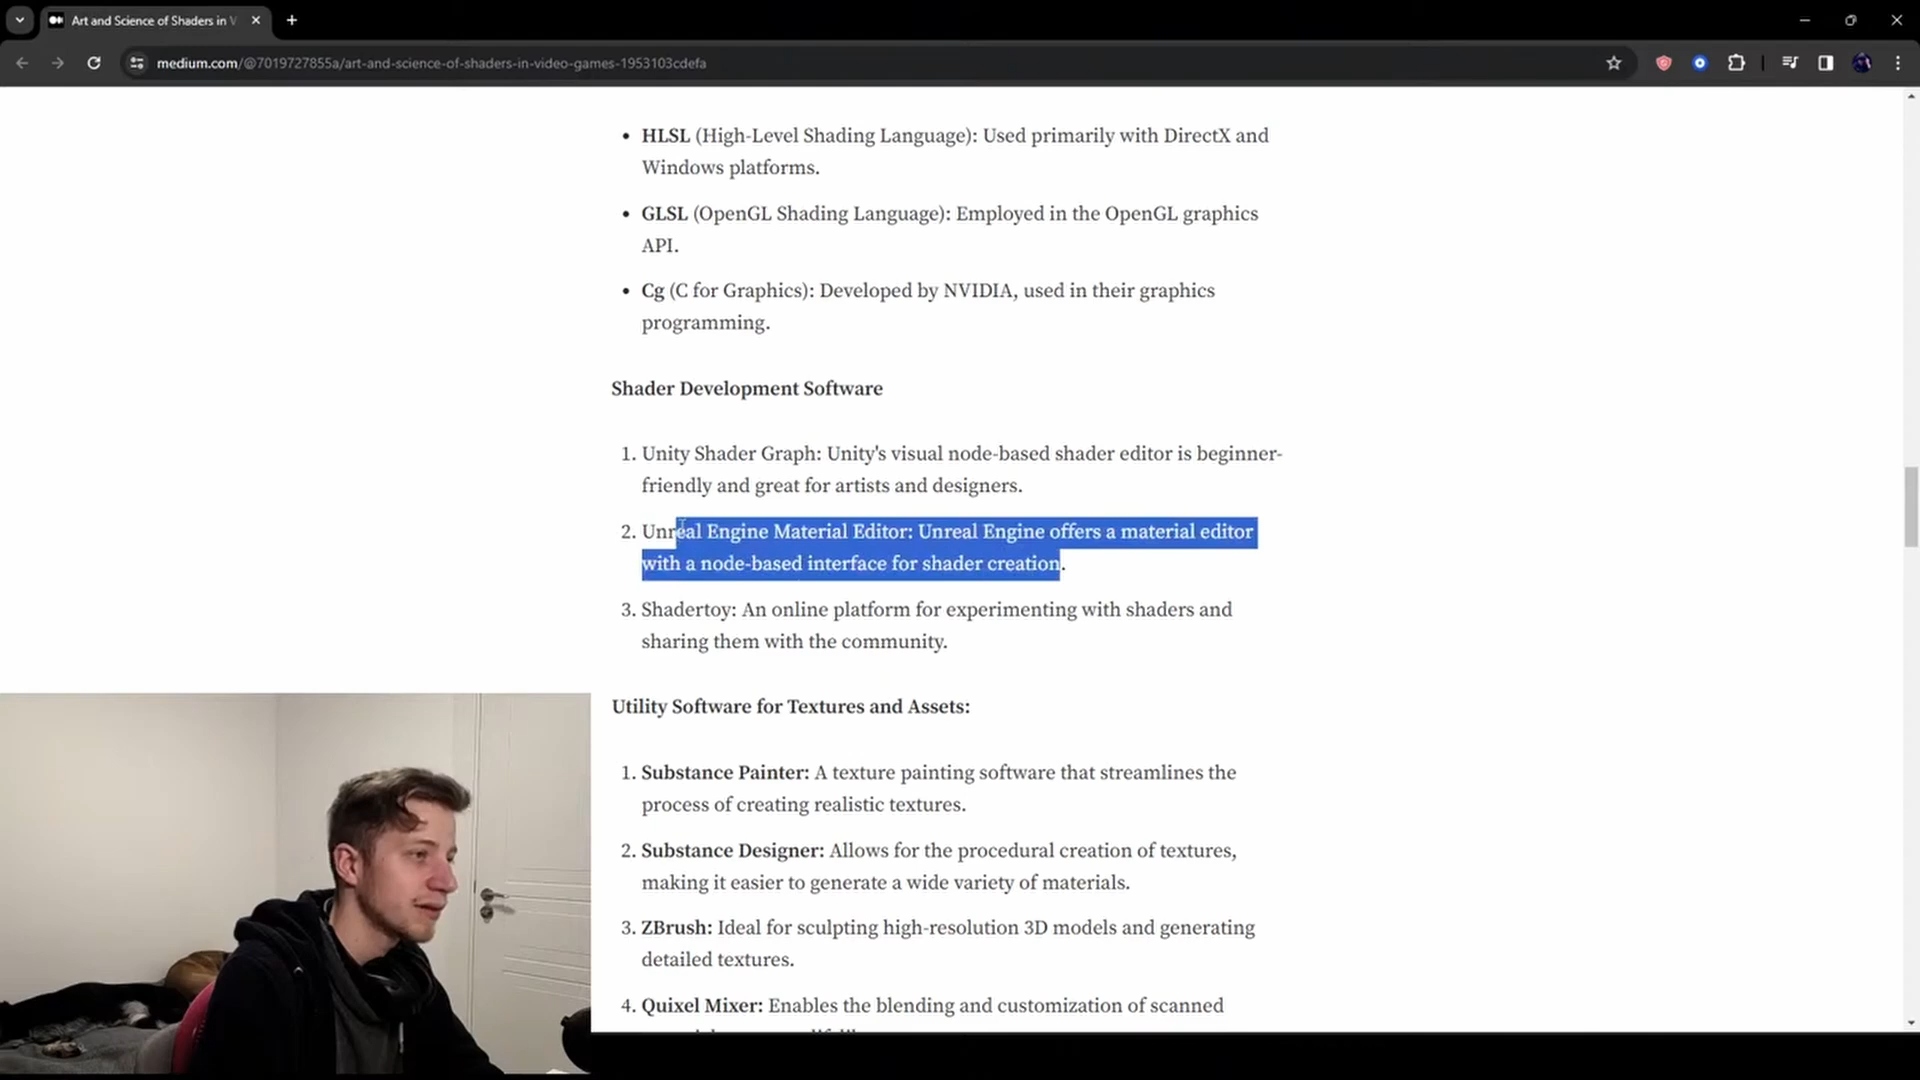 Art and Science of Shaders in V
medium.com/@7019727855a/art-and-science-of-shaders-in-video-games-1953103cdefa
• HLSL (High-Level Shading Language): Used primarily with DirectX and
Windows platforms.
• GLSL (OpenGL Shading Language): Employed in the OpenGL graphics
API.
• Cg (C for Graphics): Developed by NVIDIA, used in their graphics
programming.
Shader Development Software
1. Unity Shader Graph: Unity's visual node-based shader editor is beginner-
friendly and great for artists and designers.
2. Unreal Engine Material Editor: Unreal Engine offers a material editor
with a node-based interface for shader creation.
3. Shadertoy: An online platform for experimenting with shaders and
sharing them with the community.
Utility Software for Textures and Assets:
1. Substance Painter: A texture painting software that streamlines the
process of creating realistic textures.
2. Substance Designer: Allows for the procedural creation of textures,
making it easier to generate a wide variety of materials.
3. ZBrush: Ideal for sculpting high-resolution 3D models and generating
detailed textures.
4. Quixel Mixer: Enables the blending and customization of scanned